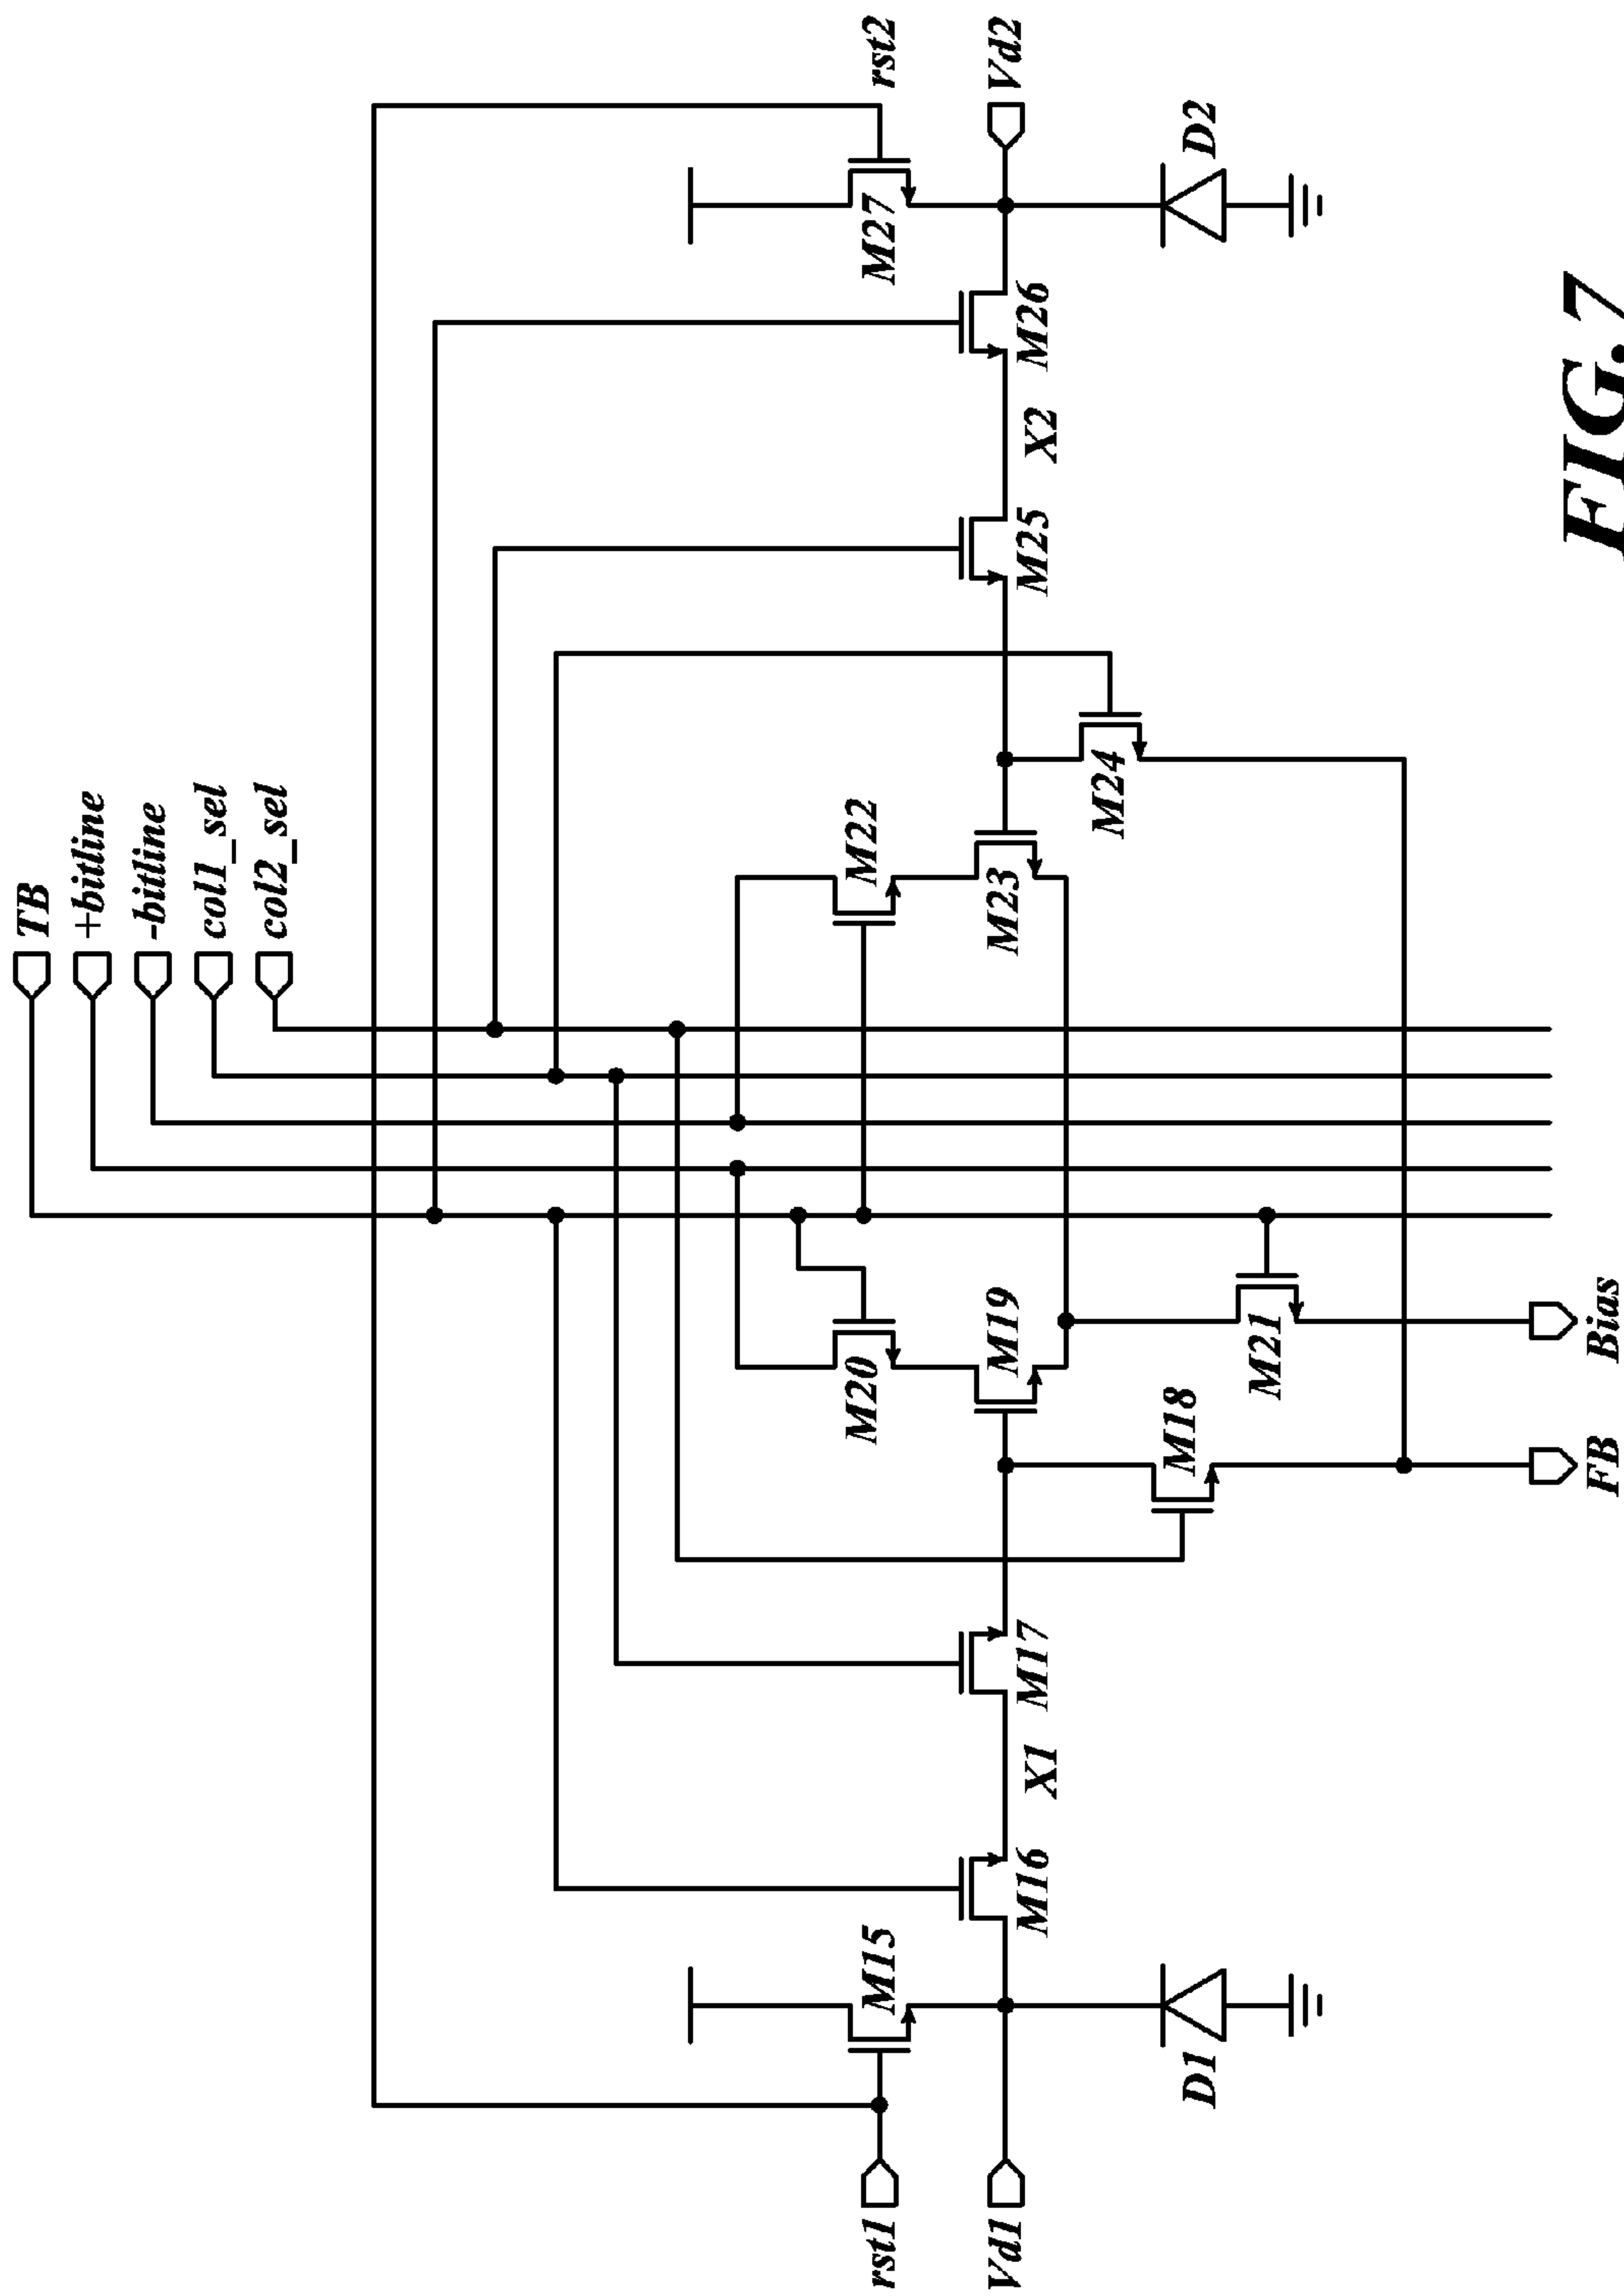 TB
+bitline
-bitline
col1_sel
col2_sel
rst1
Vd1
M15
D1
M16
X1
M17
M18
M19
M20
M21
FB
Bias
M22
M23
M24
M25
X2
M26
M27
D2
rst2
Vd2
FIG. 7